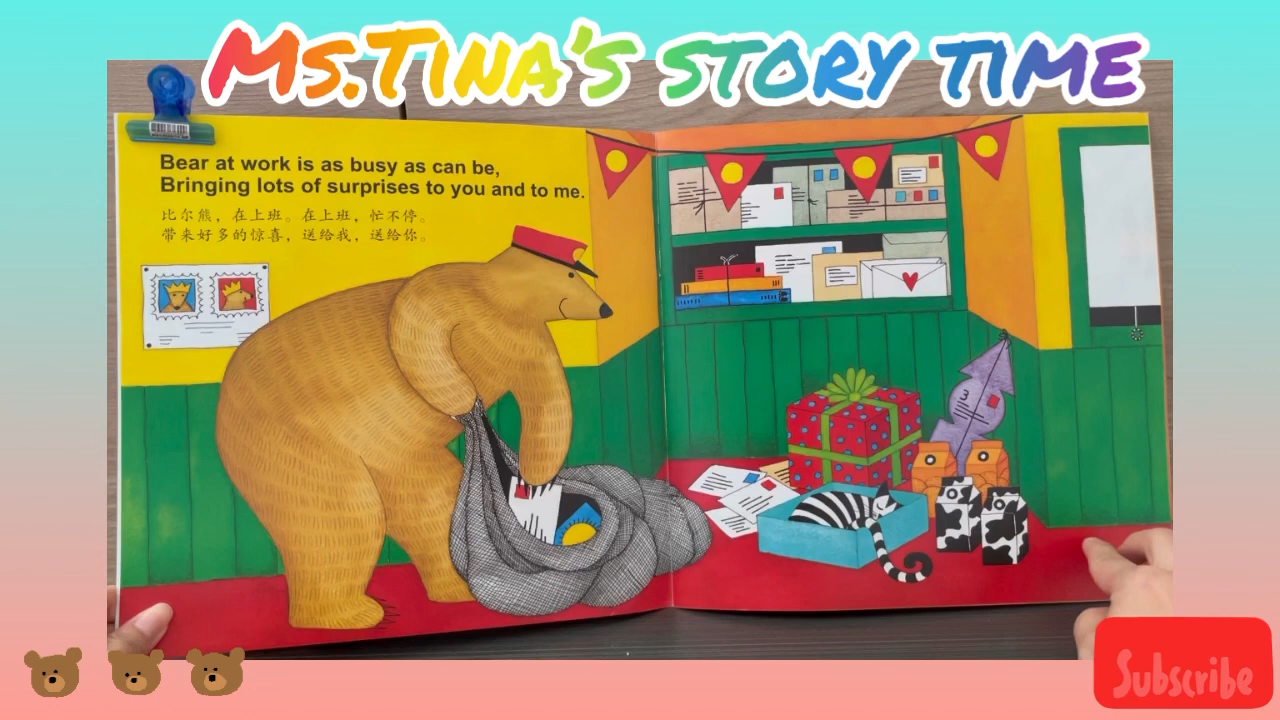 Ms.Tina's story time
Bear at work is as busy as can be,
Bringing lots of surprises to you and to me.
比尔熊，在上班。在上班，忙不停。
带来好多的惊喜，送给我，送给你。
Subscribe